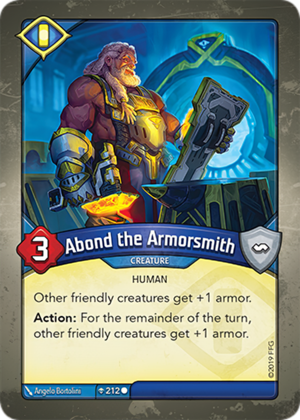 Abond the Armorsmith
3
CREATURE
HUMAN
Other friendly creatures get +1 armor.
Action: For the remainder of the turn,
other friendly creatures get +1 armor.
©2019 FFG
Angelo Bortolini
212